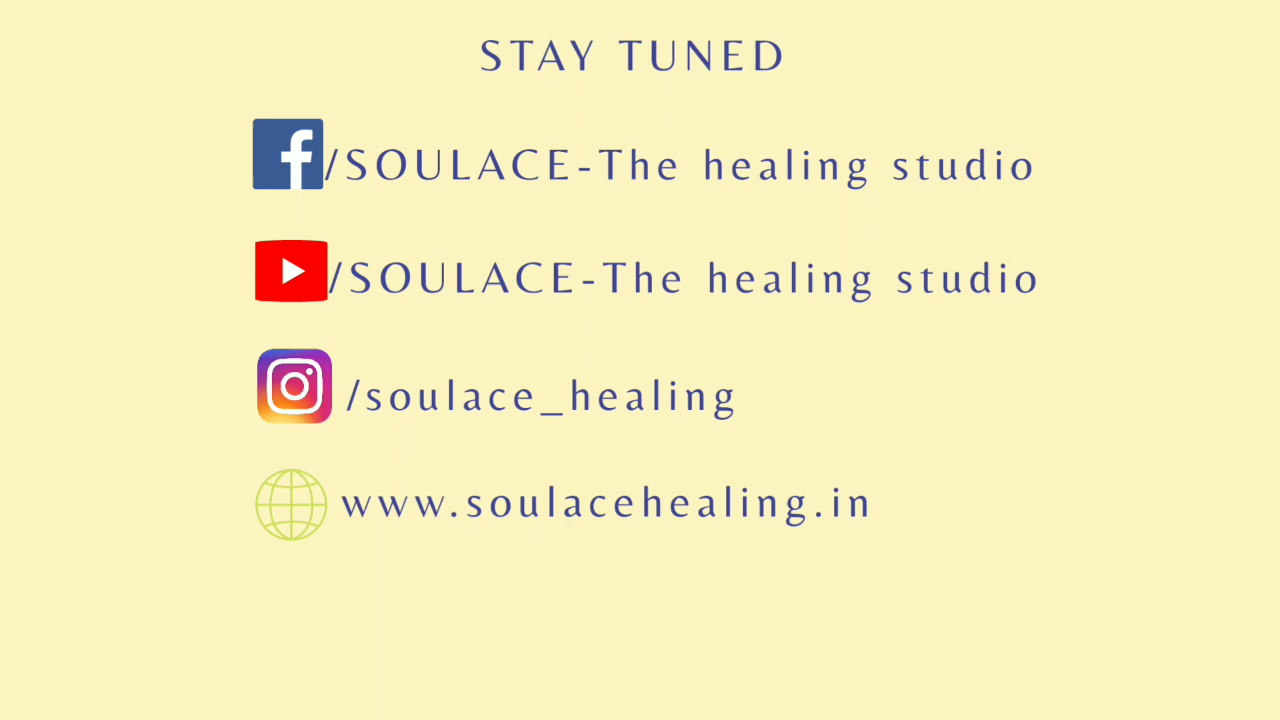 STAY TUNED
/SOULACE-The healing studio
/SOULACE-The healing studio
/soulace_healing
www.soulacehealing.in